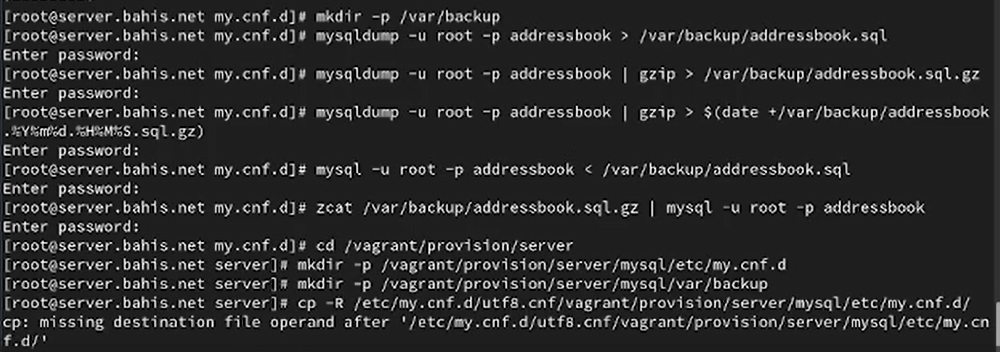 [root@server.bahis.net my.cnf.d]# mkdir -p /var/backup
[root@server.bahis.net my.cnf.d]# mysqldump -u root -p addressbook > /var/backup/addressbook.sql
Enter password:
[root@server.bahis.net my.cnf.d]# mysqldump -u root -p addressbook | gzip > /var/backup/addressbook.sql.gz
Enter password:
[root@server.bahis.net my.cnf.d]# mysqldump -u root -p addressbook | gzip > $(date +/var/backup/addressbook
.%Y%m%d.%H%M%S.sql.gz)
Enter password:
[root@server.bahis.net my.cnf.d]# mysql -u root -p addressbook < /var/backup/addressbook.sql
Enter password:
[root@server.bahis.net my.cnf.d]# zcat /var/backup/addressbook.sql.gz | mysql -u root -p addressbook
Enter password:
[root@server.bahis.net my.cnf.d]# cd /vagrant/provision/server
[root@server.bahis.net server]# mkdir -p /vagrant/provision/server/mysql/etc/my.cnf.d
[root@server.bahis.net server]# mkdir -p /vagrant/provision/server/mysql/var/backup
[root@server.bahis.net server]# cp -R /etc/my.cnf.d/utf8.cnf/vagrant/provision/server/mysql/etc/my.cnf.d/
cp: missing destination file operand after '/etc/my.cnf.d/utf8.cnf/vagrant/provision/server/mysql/etc/my.cn
f.d/'